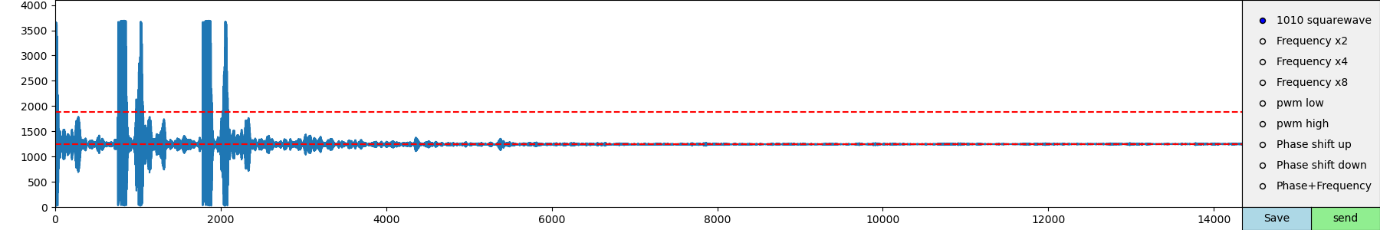 4000
3500
3000
2500
2000
1500
1000
500
0
0 2000 4000 6000 8000 10000 12000 14000
1010 squarewave
Frequency x2
Frequency x4
Frequency x8
pwm low
pwm high
Phase shift up
Phase shift down
Phase+Frequency
Save send